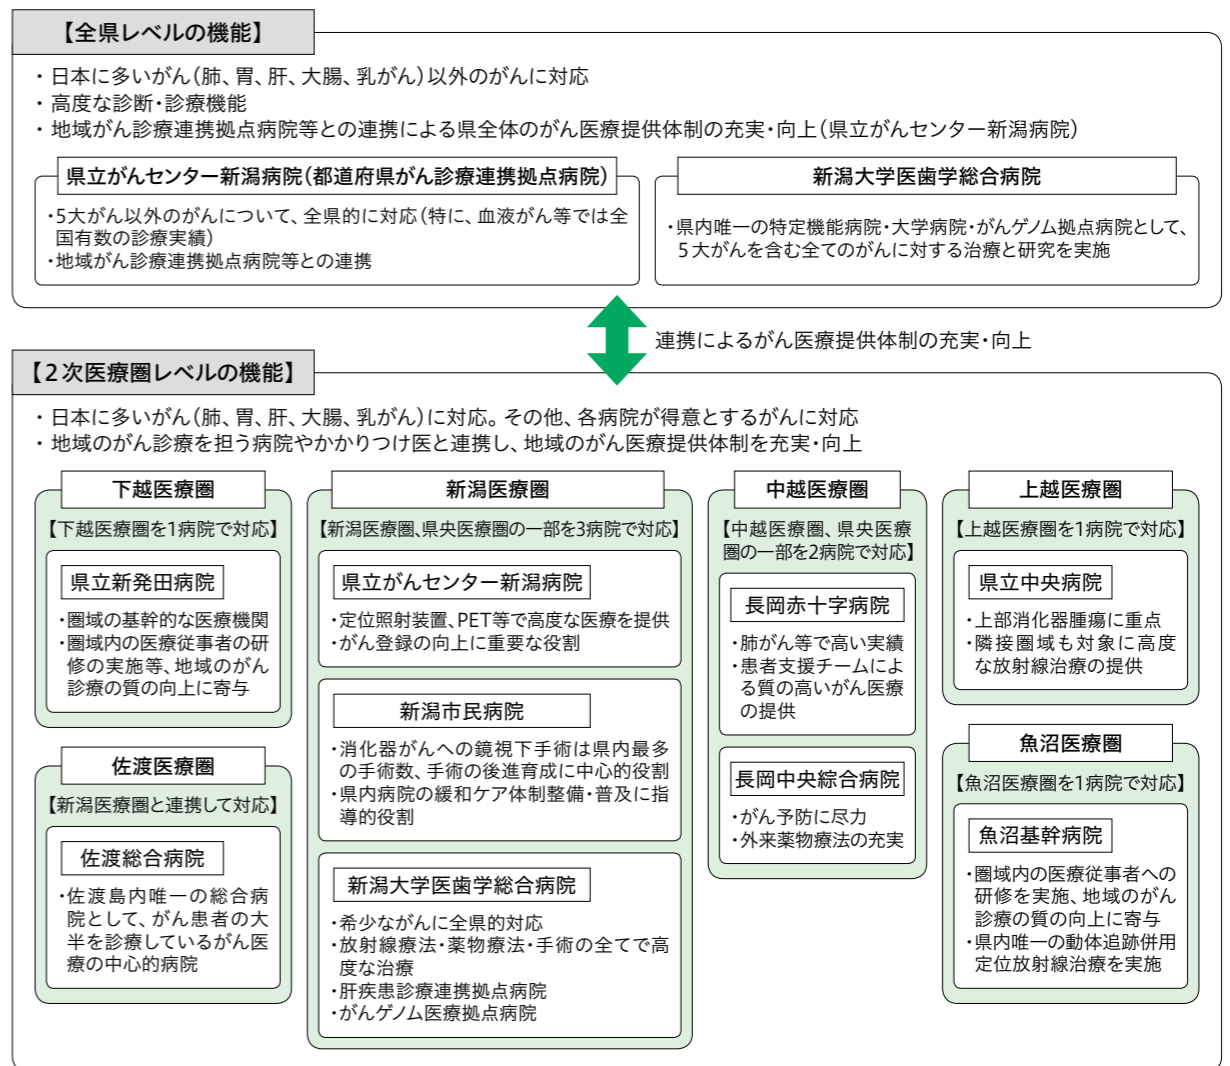 【全県レベルの機能】
・日本に多いがん(肺、胃、肝、大腸、乳がん)以外のがんに対応
・高度な診断・診療機能
・地域がん診療連携拠点病院等との連携による県全体のがん医療提供体制の充実・向上(県立がんセンター新潟病院)
県立がんセンター新潟病院(都道府県がん診療連携拠点病院)
・5大がん以外のがんについて、全県的に対応(特に、血液がん等では全
国有数の診療実績)
・地域がん診療連携拠点病院等との連携
新潟大学医歯学総合病院
・県内唯一の特定機能病院・大学病院・がんゲノム拠点病院として、
5大がんを含む全てのがんに対する治療と研究を実施
連携によるがん医療提供体制の充実・向上
【2次医療圏レベルの機能】
・日本に多いがん(肺、胃、肝、大腸、乳がん)に対応。その他、各病院が得意とするがんに対応
・地域のがん診療を担う病院やかかりつけ医と連携し、地域のがん医療提供体制を充実・向上
下越医療圏
【下越医療圏を1病院で対応】
県立新発田病院
・圏域の基幹的な医療機関
・圏域内の医療従事者の研
修の実施等、地域のがん
診療の質の向上に寄与
佐渡医療圏
【新潟医療圏と連携して対応】
佐渡総合病院
・佐渡島内唯一の総合病
院として、がん患者の大
半を診療しているがん医
療の中心的病院
新潟医療圏
【新潟医療圏、県央医療圏の一部を3病院で対応】
県立がんセンター新潟病院
・定位照射装置、PET等で高度な医療を提供
・がん登録の向上に重要な役割
新潟市民病院
・消化器がんへの鏡視下手術は県内最多
の手術数、手術の後進育成に中心的役割
・県内病院の緩和ケア体制整備・普及に指
導的役割
新潟大学医歯学総合病院
・希少ながんに全県的対応
・放射線療法・薬物療法・手術の全てで高
度な治療
・肝疾患診療連携拠点病院
・がんゲノム医療拠点病院
中越医療圏
【中越医療圏、県央医療
圏の一部を2病院で対応】
長岡赤十字病院
・肺がん等で高い実績
・患者支援チームによ
る質の高いがん医療
の提供
長岡中央綜合病院
・がん予防に尽力
・外来薬物療法の充実
上越医療圏
【上越医療圏を1病院で対応】
県立中央病院
・上部消化器腫瘍に重点
・隣接圏域も対象に高度
な放射線治療の提供
魚沼医療圏
【魚沼医療圏を1病院で対応】
魚沼基幹病院
・圏域内の医療従事者への
研修を実施、地域のがん
診療の質の向上に寄与
・県内唯一の動体追跡併用
定位放射線治療を実施